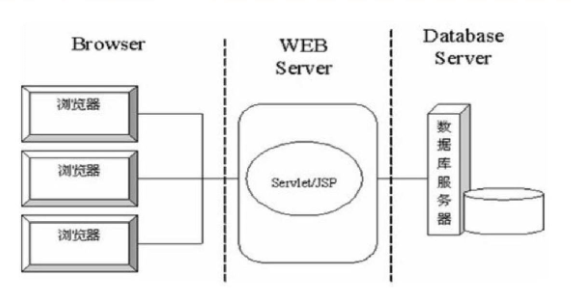 Browser
WEB
Server
Database
Server
浏览器
浏览器
浏览器
Servlet/JSP
数
据
库
服
务
器